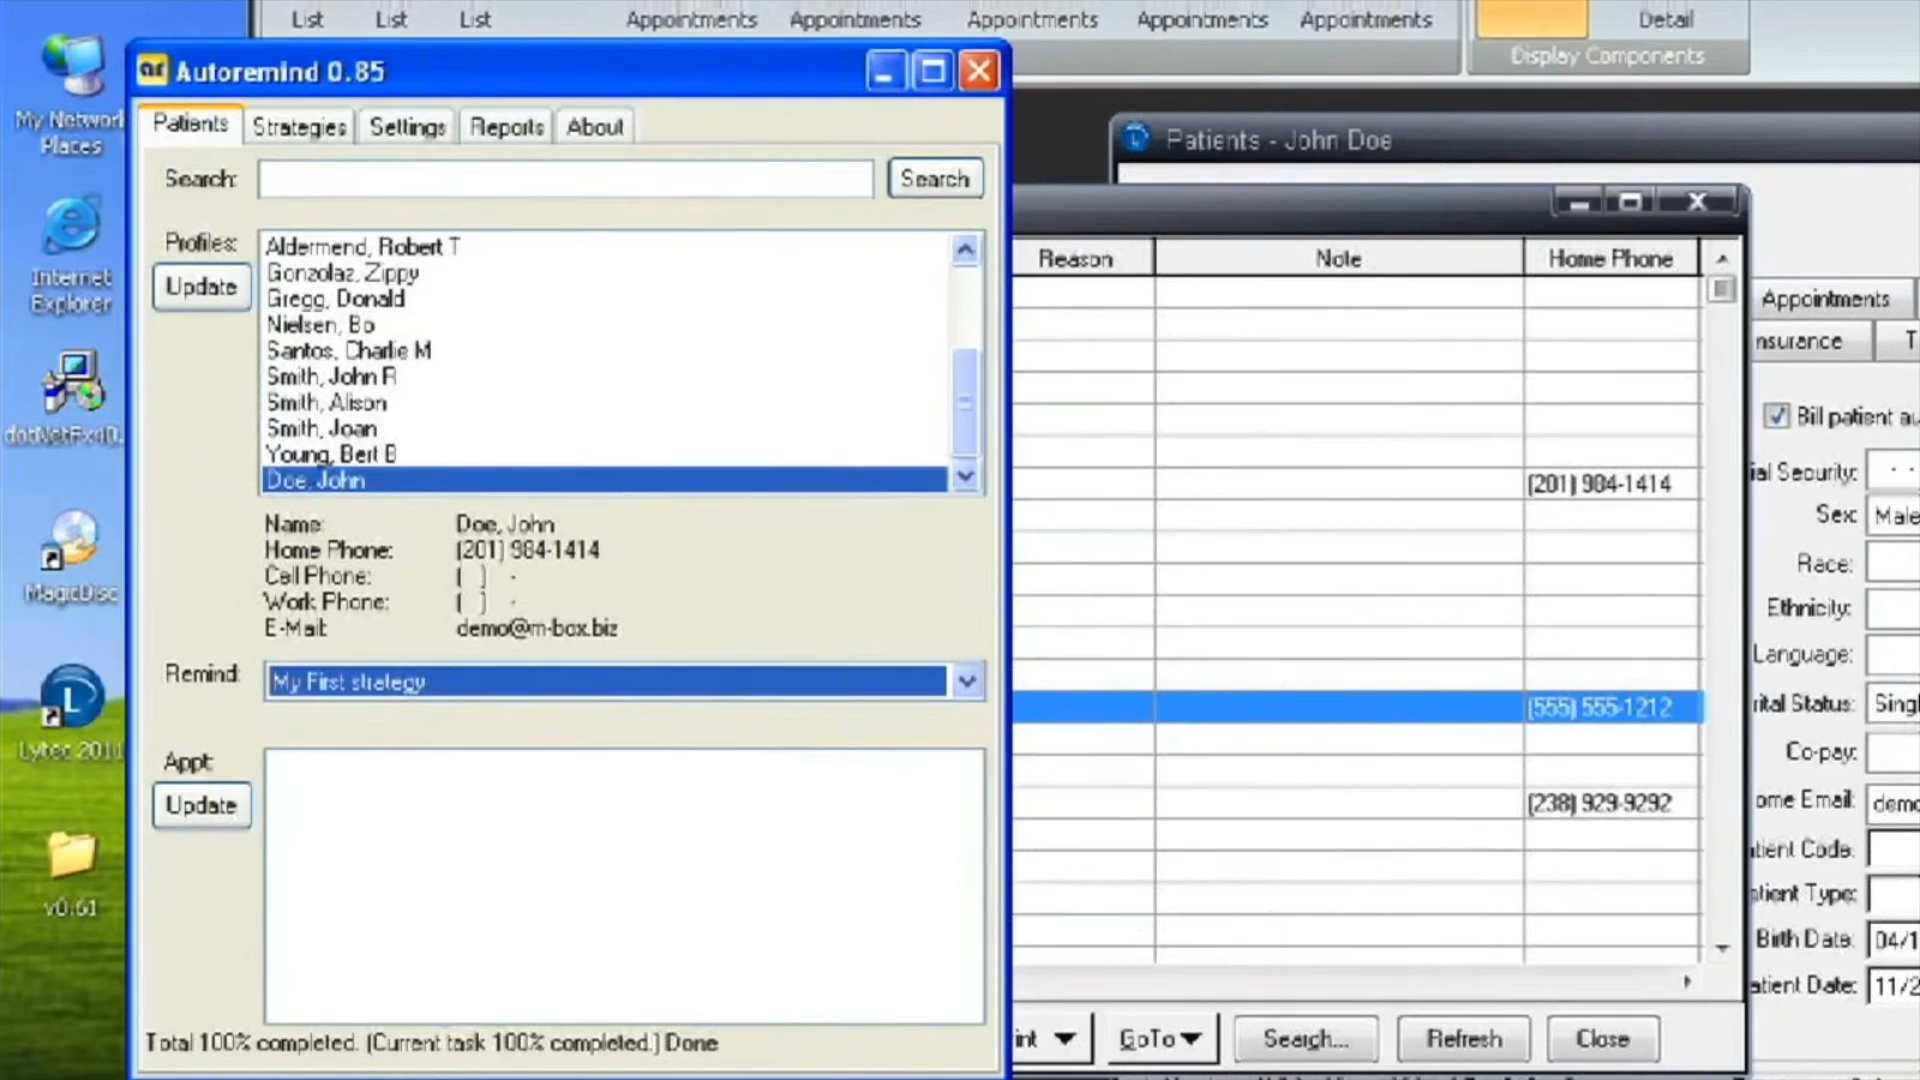 List
List
List
Appointments
Appointments
Appointments
Appointments
Appointments
Detail
Display Components
My Network
Places
Internet
Explorer
MagicDisc
Lytec 2011
v0.61
ar
Autoremind 0.85
Patients
Strategies
Settings
Reports
About
Search:
Search
Profiles:
Update
Aldermend, Robert T
Gonzolaz, Zippy
Gregg, Donald
Nielsen, Bo
Santos, Charlie M
Smith, John R
Smith, Alison
Smith, Joan
Young, Bert B
Doe, John
Name: Doe, John
Home Phone: (201) 984-1414
Cell Phone: ( ) -
Work Phone: ( ) -
E-Mail: demo@m-box.biz
Remind: My First strategy
Appt:
Update
Total 100% completed. (Current task 100% completed.) Done
Patients - John Doe
Reason
Note
Home Phone
(201) 984-1414
(555) 555-1212
(238) 929-9292
int
GoTo
Search...
Refresh
Close
Appointments
nsurance
T
Bill patient au
ial Security: - -
Sex: Male
Race:
Ethnicity:
Language:
rital Status: Singl
Co-pay:
ome Email: demo
atient Code:
atient Type:
Birth Date: 04/1
atient Date: 11/2